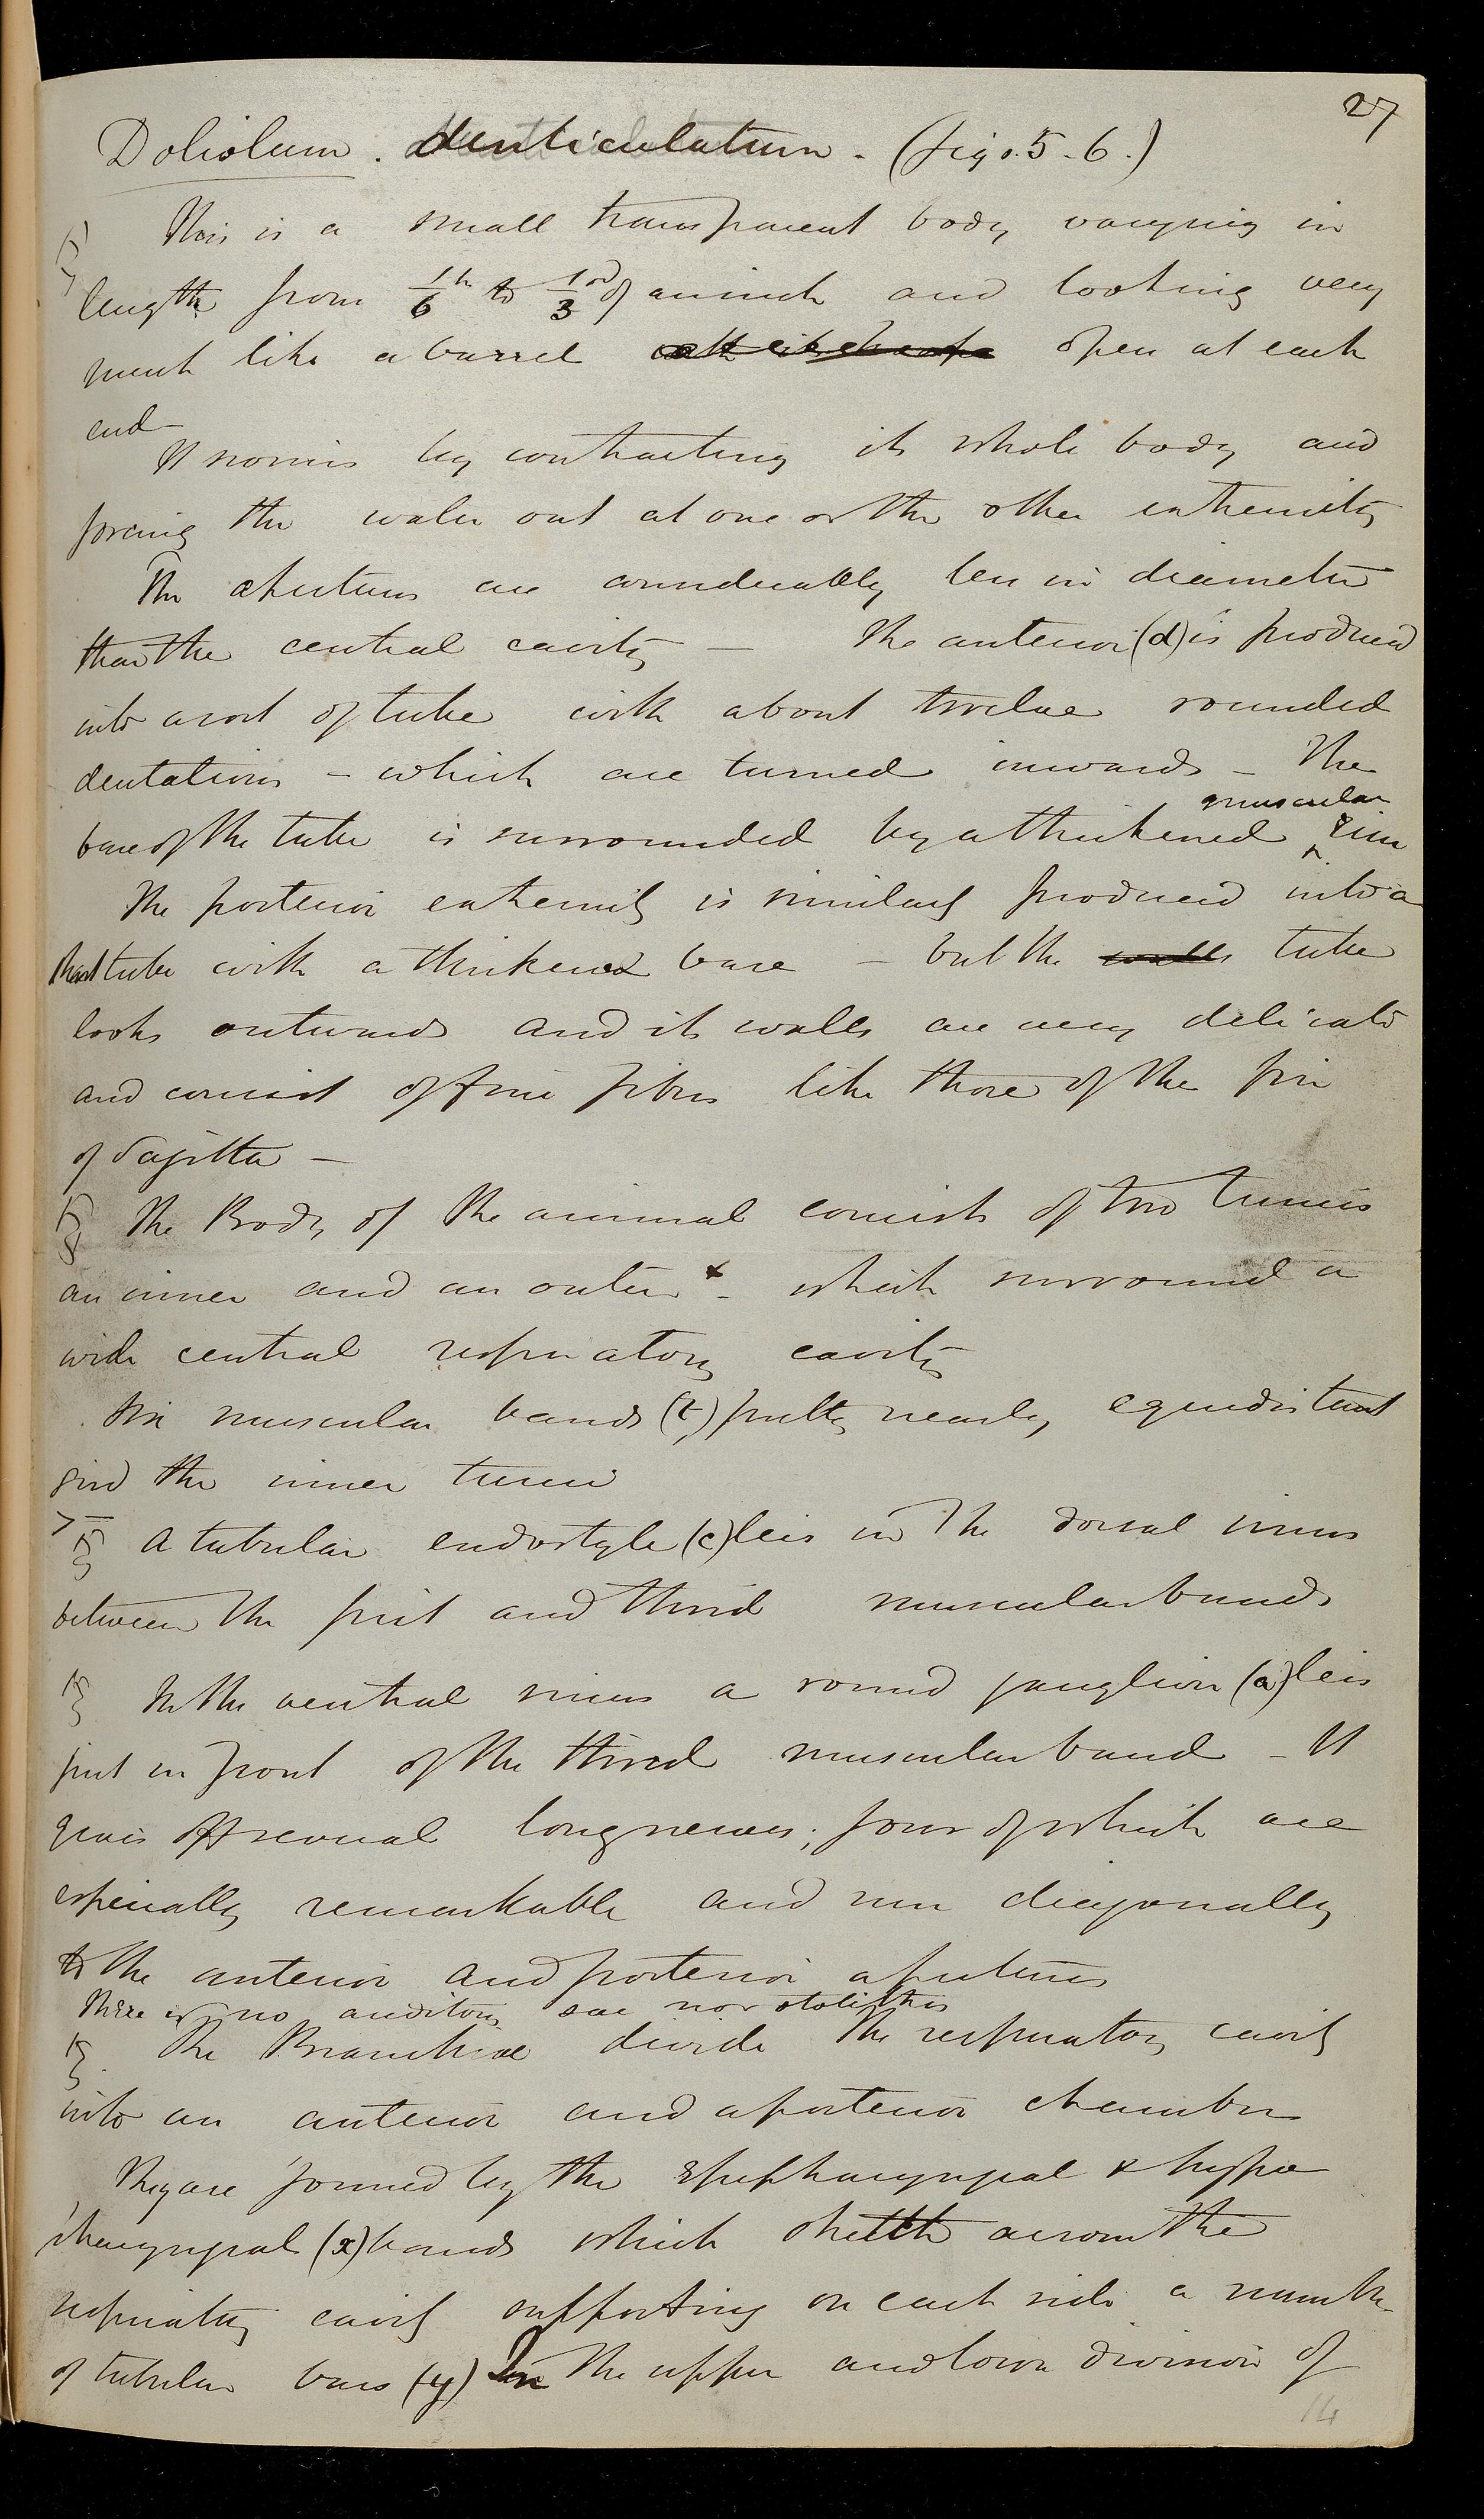 27
Doliolum. denticulatum. (figs. 5-6.)
This is a small transparent body varying in
length from 1/6th to 1/3rd of an inch and looking very
much like a barrel open at each
end -
It swims by contracting its whole body and
forcing the water out at one or the other extremity
The apertures are considerably less in diameter
than the central cavity - The anterior (d) is produced
into a sort of tube with about twelve rounded
dentations - which are turned inwards - The
muscular
base of the tube is surrounded by a thickened ^ rim
The posterior extremity is similarly produced into a
short tube with a thickened base - but the walls tube
looks outwards and its walls are very delicate
and consist of fine fibres like those of the fin
of Sagitta -
The Body of the animal consists of two tunics
an inner and an outer x - which surround a
wide central respiratory cavity
Six muscular bands (t) pretty nearly equidistant
gird the inner tunic
A tubular endostyle (c) lies in the dorsal sinus
between the first and third muscular bands
In the ventral sinus a round ganglion (a) lies
just in front of the third muscular band - It
gives off several long nerves; four of which are
especially remarkable and run diagonally
to the anterior and posterior apertures
There is no auditory sac nor otolithes
The Branchiae divide the respiratory cavity
into an anterior and a posterior chamber
They are formed by the Epipharyngeal & hypo
pharyngeal (x) bands which stretch across the
respiratory cavity supporting on each side a number
of tubular bars (y) In the upper and lower division of
14